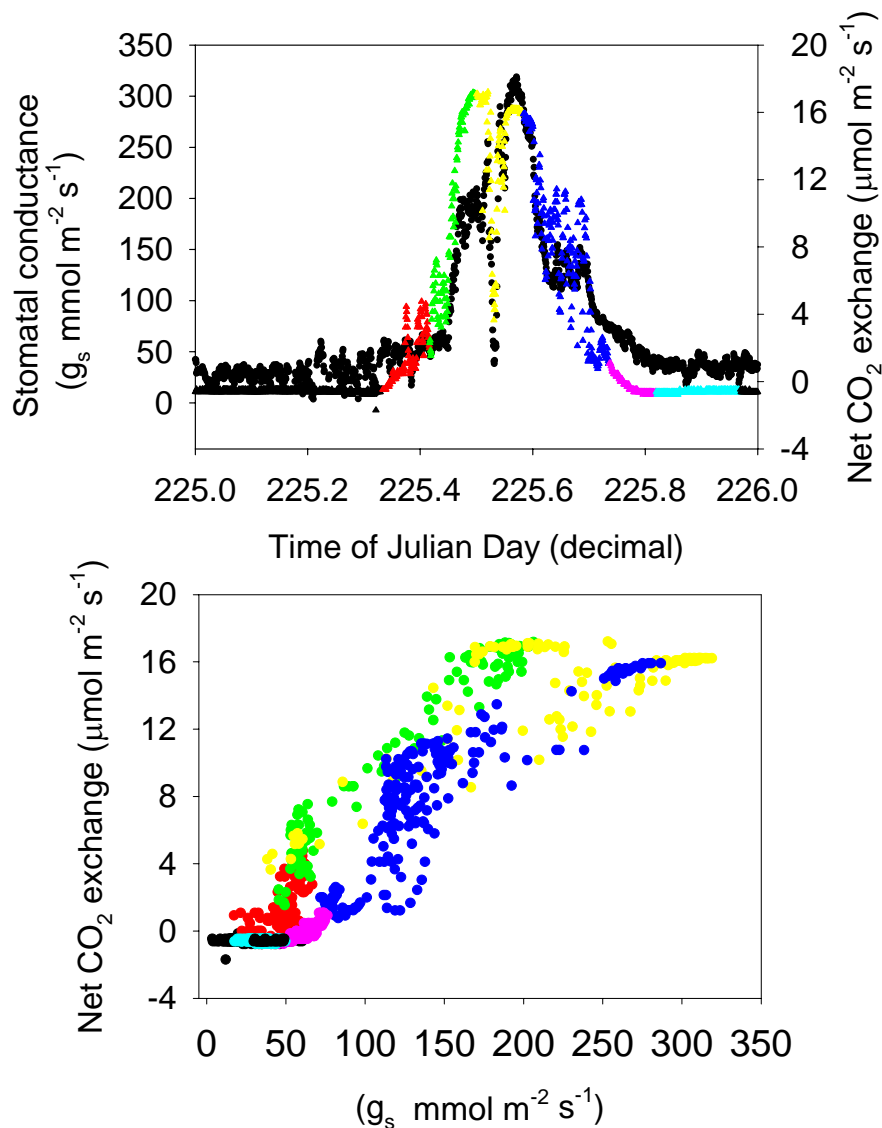 350
300
250
200
150
100
50
0
Stomatal conductance
(gₛ mmol m⁻² s⁻¹)
20
16
12
8
4
0
-4
Net CO₂ exchange (μmol m⁻² s⁻¹)
225.0 225.2 225.4 225.6 225.8 226.0
Time of Julian Day (decimal)
20
16
12
8
4
0
-4
Net CO₂ exchange (μmol m⁻² s⁻¹)
0 50 100 150 200 250 300 350
(gₛ mmol m⁻² s⁻¹)